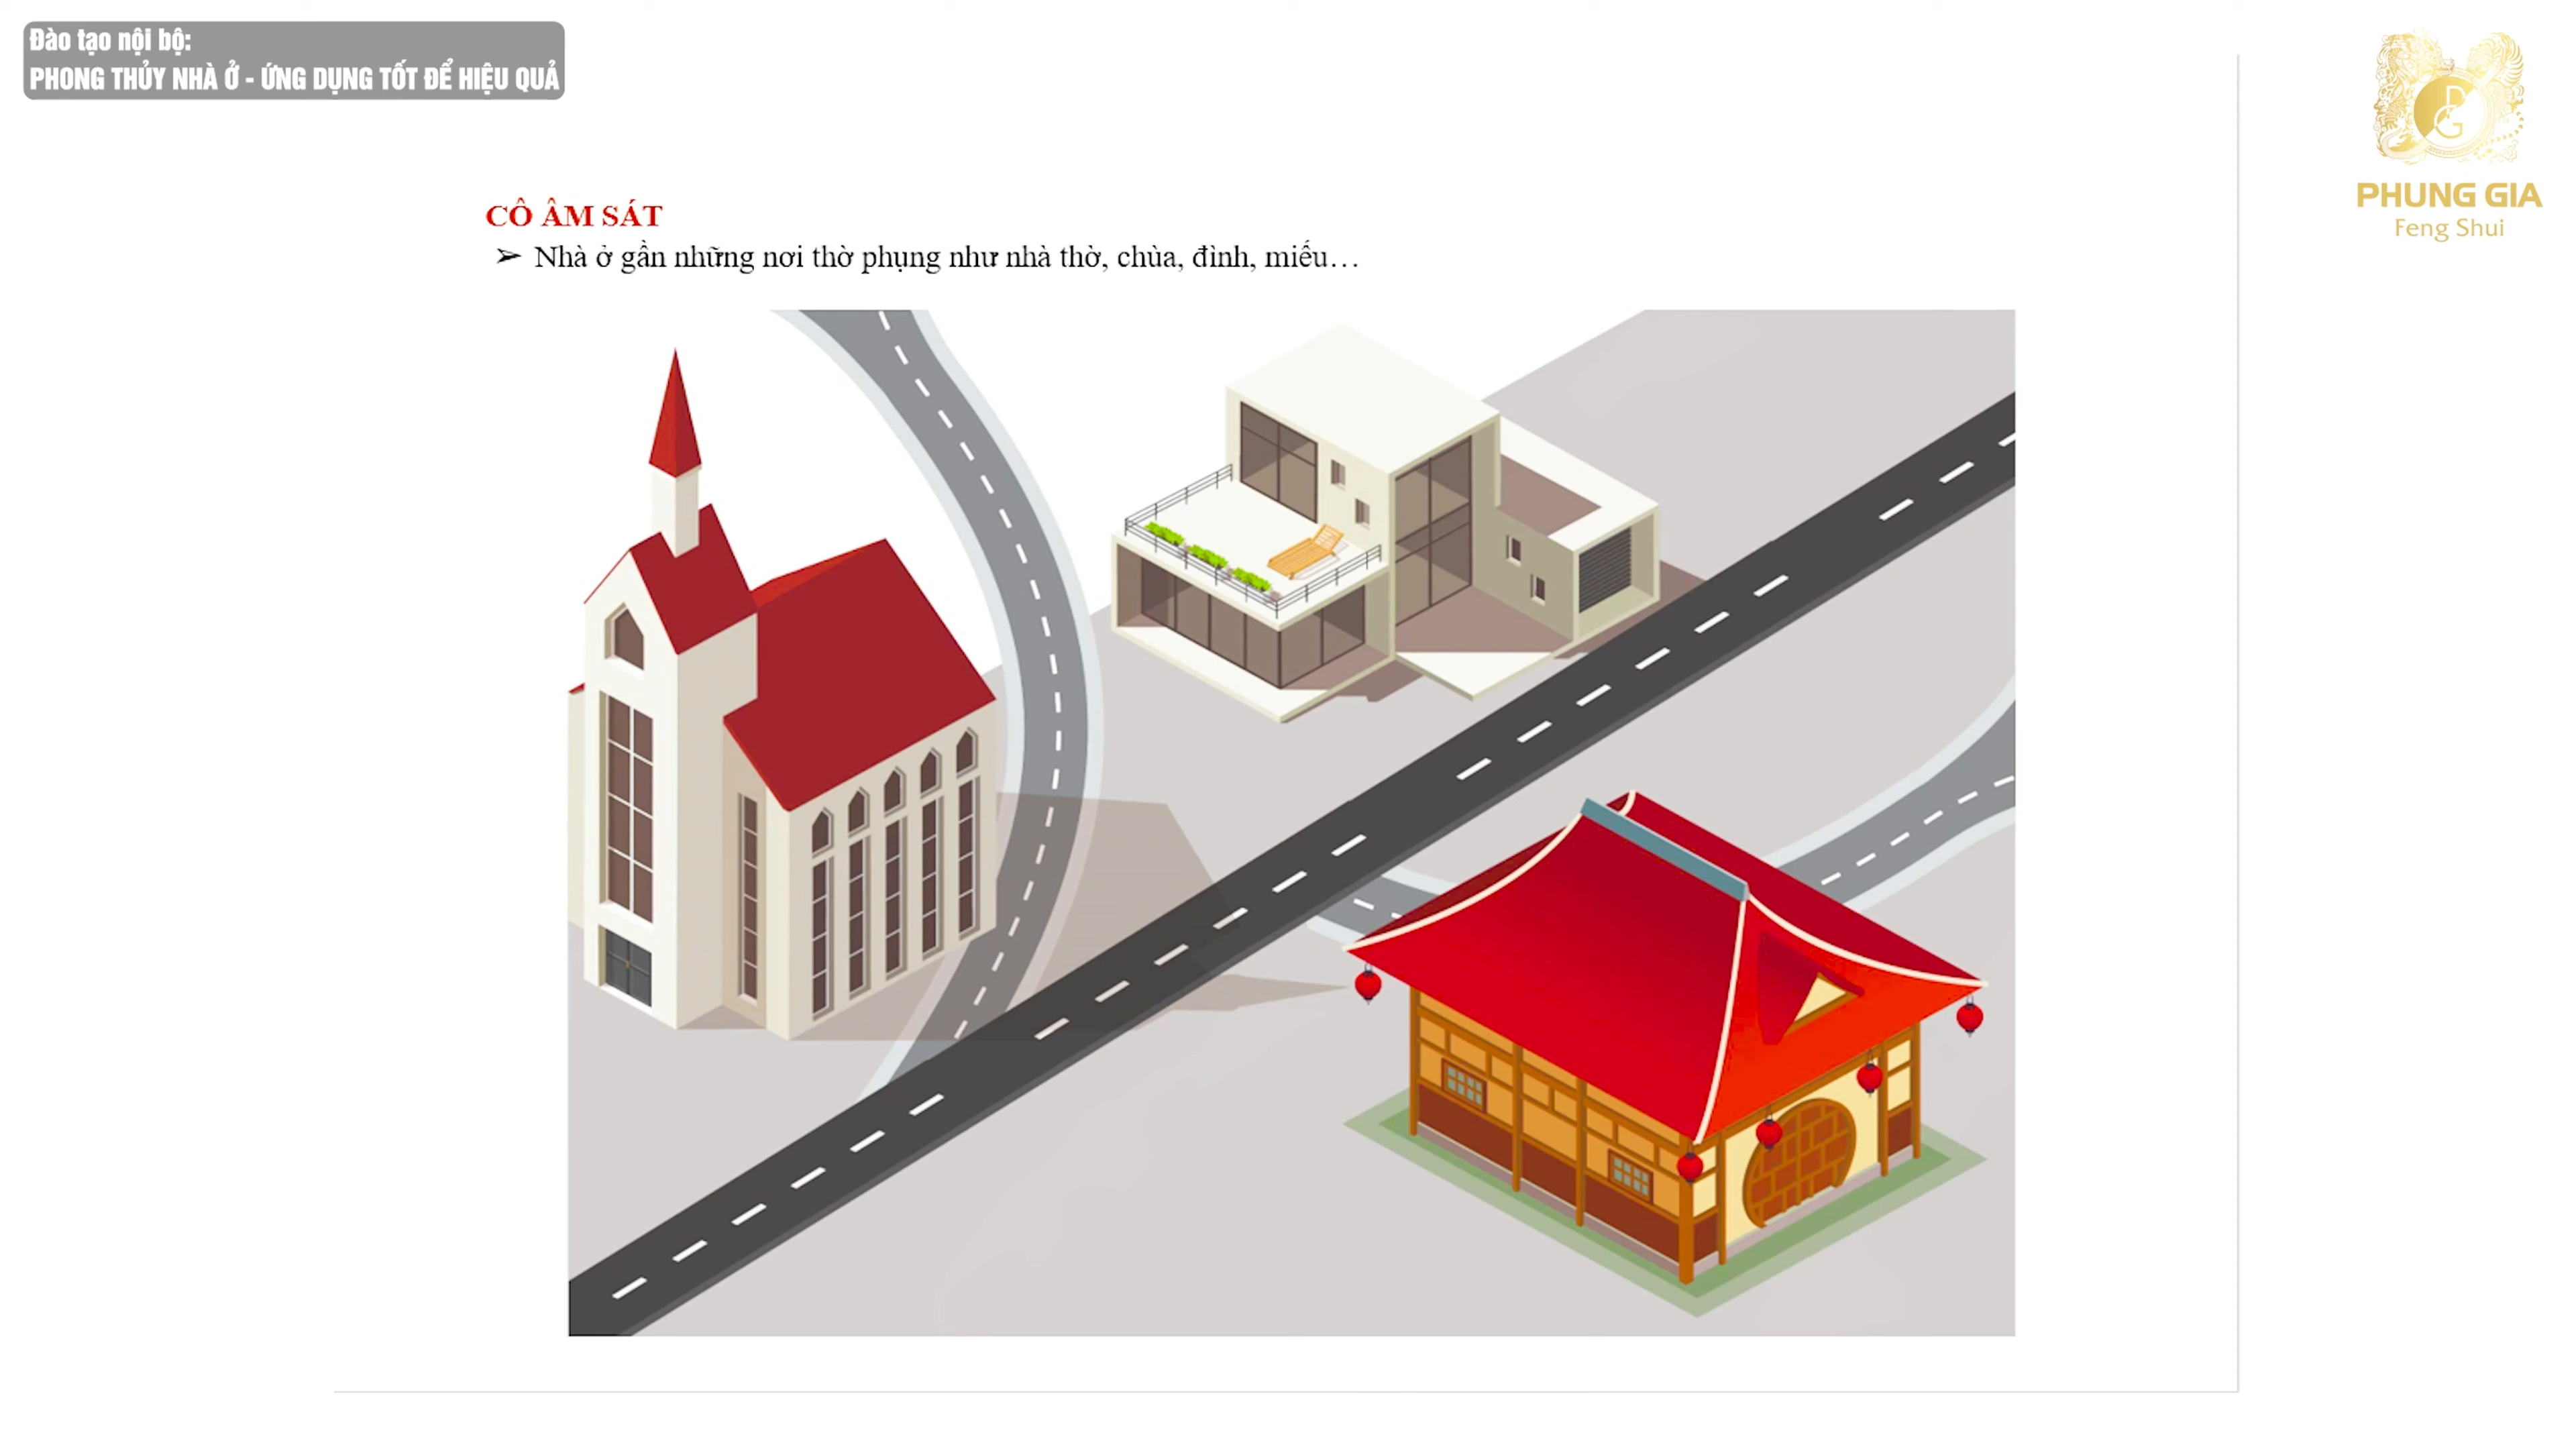 Đào tạo nội bộ:
PHONG THỦY NHÀ Ở - ỨNG DỤNG TỐT ĐỂ HIỆU QUẢ
PHUNG GIA
Feng Shui
CÔ ÂM SÁT
➢ Nhà ở gần những nơi thờ phụng như nhà thờ, chùa, đình, miếu…